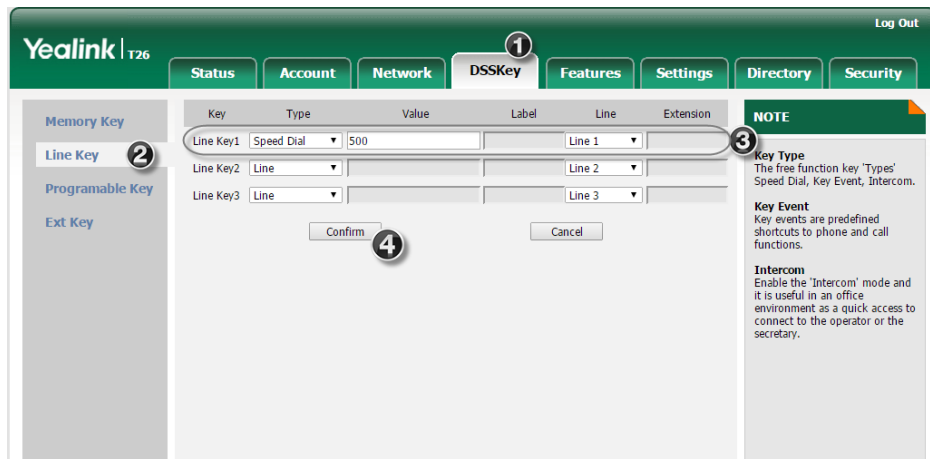 Log Out
Yealink | T26
1
Status Account Network DSSKey Features Settings Directory Security
Memory Key
Line Key 2
Programable Key
Ext Key
Key Type Value Label Line Extension
Line Key1 Speed Dial 500 Line 1 3
Line Key2 Line Line 2
Line Key3 Line Line 3
Confirm 4 Cancel
NOTE
Key Type
The free function key 'Types'
Speed Dial, Key Event, Intercom.
Key Event
Key events are predefined
shortcuts to phone and call
functions.
Intercom
Enable the 'Intercom' mode and
it is useful in an office
environment as a quick access to
connect to the operator or the
secretary.